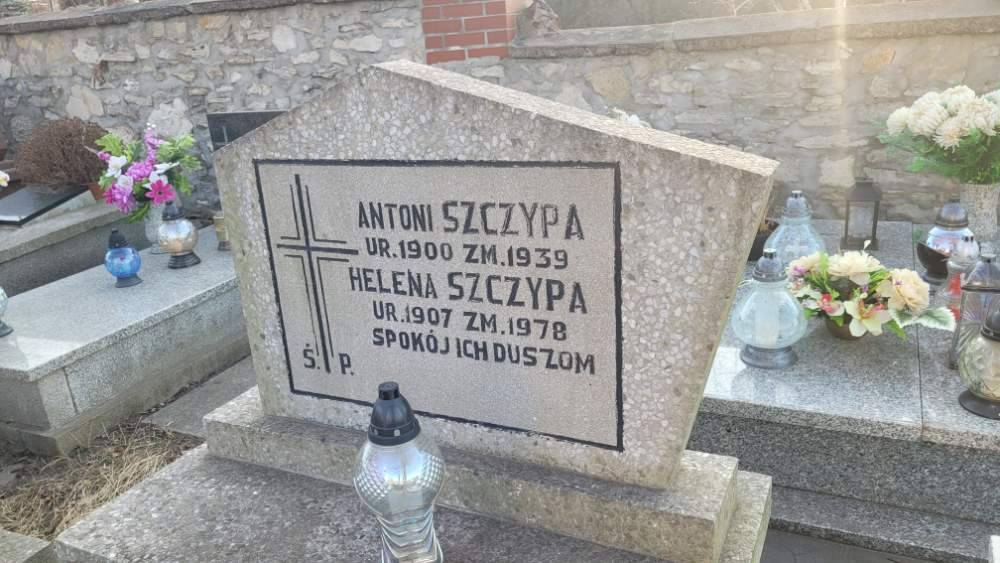 ANTONI SZCZYPA
UR.1900 ZM.1939
HELENA SZCZYPA
UR.1907 ZM.1978
SPOKÓJ ICH DUSZOM
Ś. P.